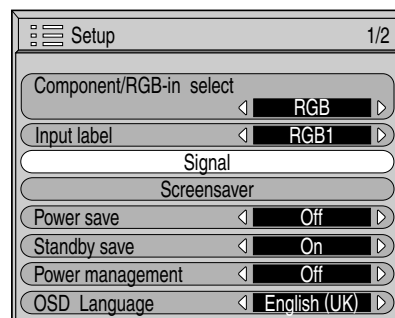 Setup 1/2
Component/RGB-in select
RGB
Input label RGB1
Signal
Screensaver
Power save Off
Standby save On
Power management Off
OSD Language English (UK)